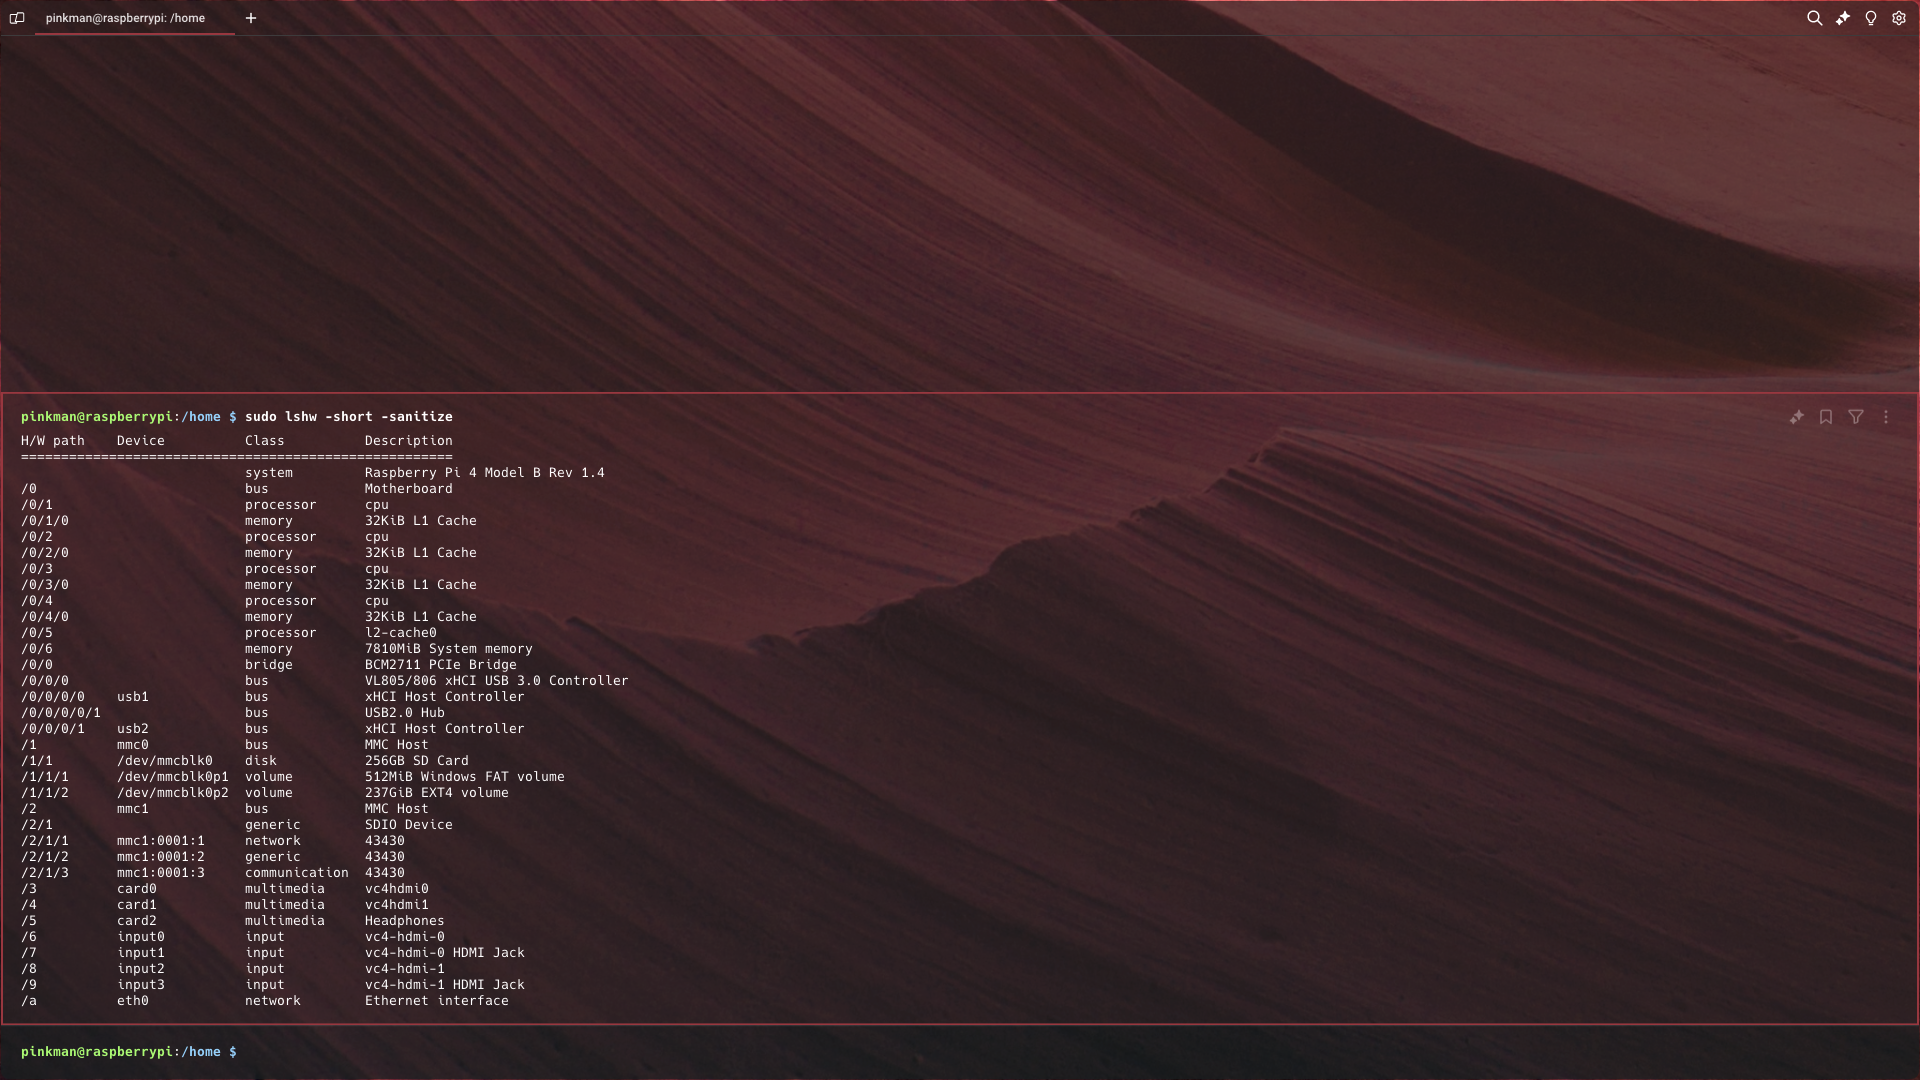 pinkman@raspberrypi: /home
pinkman@raspberrypi:/home $ sudo lshw -short -sanitize
H/W path    Device          Class          Description
======================================================
                            system         Raspberry Pi 4 Model B Rev 1.4
/0                          bus            Motherboard
/0/1                        processor      cpu
/0/1/0                      memory         32KiB L1 Cache
/0/2                        processor      cpu
/0/2/0                      memory         32KiB L1 Cache
/0/3                        processor      cpu
/0/3/0                      memory         32KiB L1 Cache
/0/4                        processor      cpu
/0/4/0                      memory         32KiB L1 Cache
/0/5                        processor      l2-cache0
/0/6                        memory         7810MiB System memory
/0/0                        bridge         BCM2711 PCIe Bridge
/0/0/0                      bus            VL805/806 xHCI USB 3.0 Controller
/0/0/0/0    usb1            bus            xHCI Host Controller
/0/0/0/0/1                  bus            USB2.0 Hub
/0/0/0/1    usb2            bus            xHCI Host Controller
/1          mmc0            bus            MMC Host
/1/1        /dev/mmcblk0    disk           256GB SD Card
/1/1/1      /dev/mmcblk0p1  volume         512MiB Windows FAT volume
/1/1/2      /dev/mmcblk0p2  volume         237GiB EXT4 volume
/2          mmc1            bus            MMC Host
/2/1                        generic        SDIO Device
/2/1/1      mmc1:0001:1     network        43430
/2/1/2      mmc1:0001:2     generic        43430
/2/1/3      mmc1:0001:3     communication  43430
/3          card0           multimedia     vc4hdmi0
/4          card1           multimedia     vc4hdmi1
/5          card2           multimedia     Headphones
/6          input0          input          vc4-hdmi-0
/7          input1          input          vc4-hdmi-0 HDMI Jack
/8          input2          input          vc4-hdmi-1
/9          input3          input          vc4-hdmi-1 HDMI Jack
/a          eth0            network        Ethernet interface
pinkman@raspberrypi:/home $